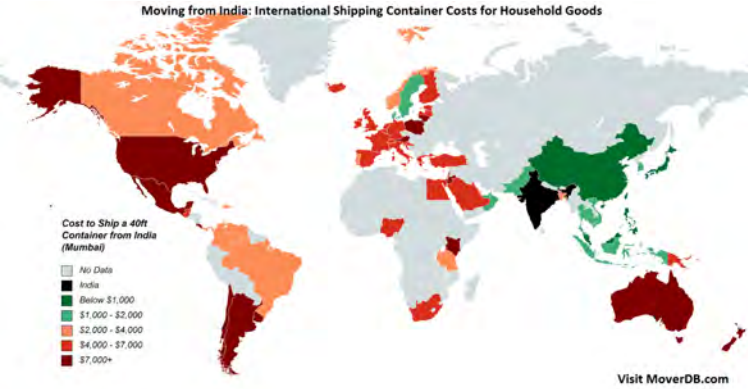 Moving from India: International Shipping Container Costs for Household Goods
Cost to Ship a 40ft
Container from India
(Mumbai)
No Data
India
Below $1,000
$1,000 - $2,000
$2,000 - $4,000
$4,000 - $7,000
$7,000+
Visit MoverDB.com